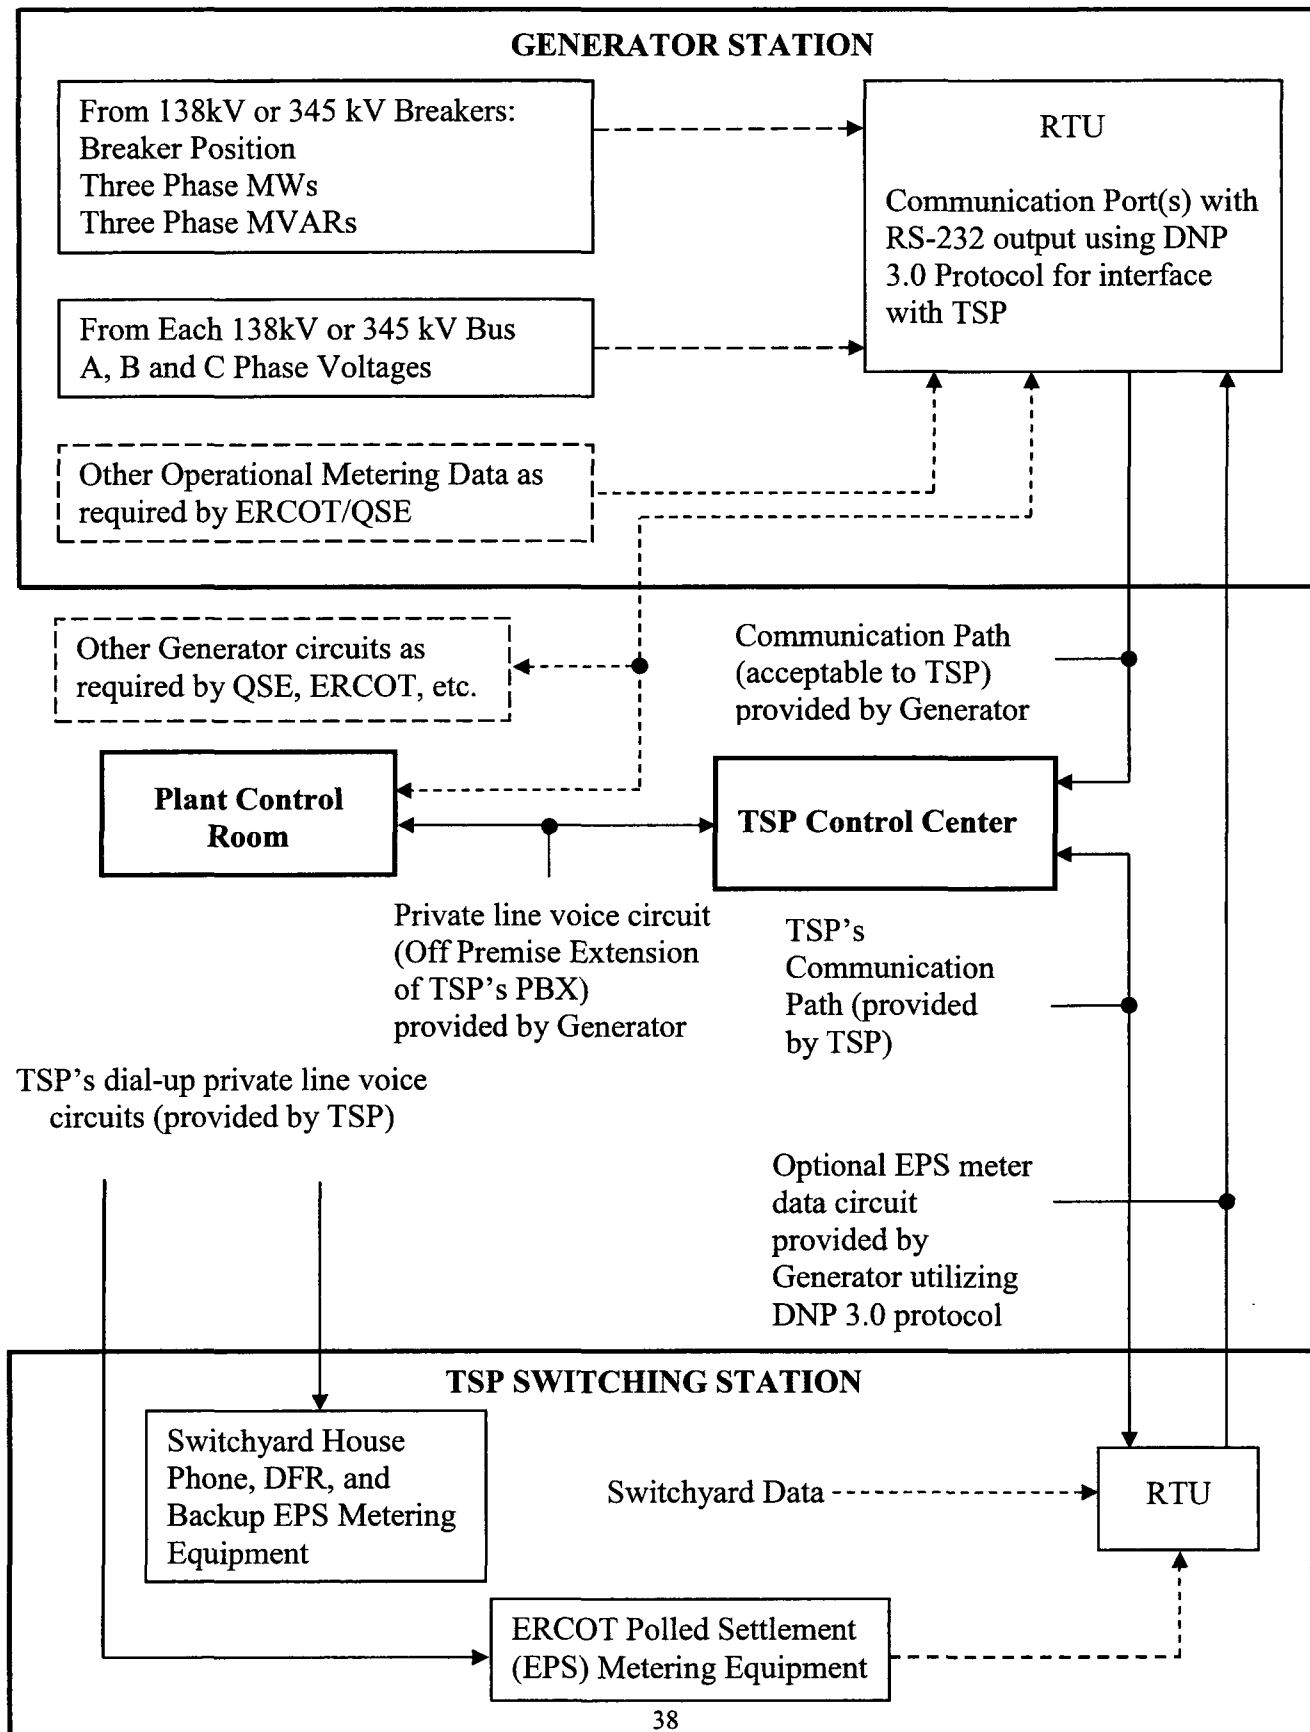 GENERATOR STATION
From 138kV or 345 kV Breakers:
Breaker Position
Three Phase MWs
Three Phase MVARs
RTU
Communication Port(s) with
RS-232 output using DNP
3.0 Protocol for interface
with TSP
From Each 138kV or 345 kV Bus
A, B and C Phase Voltages
Other Operational Metering Data as
required by ERCOT/QSE
Other Generator circuits as
required by QSE, ERCOT, etc.
Communication Path
(acceptable to TSP)
provided by Generator
Plant Control
Room
TSP Control Center
Private line voice circuit
(Off Premise Extension
of TSP's PBX)
provided by Generator
TSP's
Communication
Path (provided
by TSP)
TSP's dial-up private line voice
circuits (provided by TSP)
Optional EPS meter
data circuit
provided by
Generator utilizing
DNP 3.0 protocol
TSP SWITCHING STATION
Switchyard House
Phone, DFR, and
Backup EPS Metering
Equipment
Switchyard Data
RTU
ERCOT Polled Settlement
(EPS) Metering Equipment
38